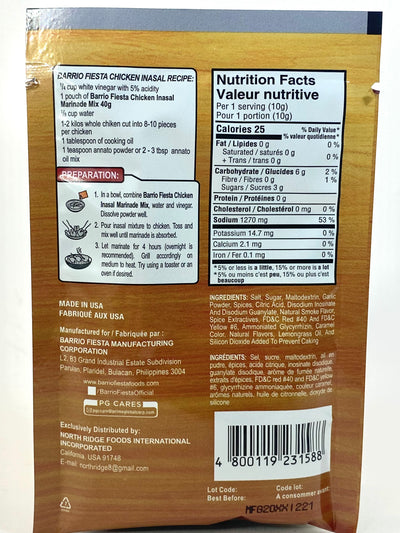 BARRIO FIESTA CHICKEN INASAL RECIPE:
¼ cup white vinegar with 5% acidity
1 pouch of Barrio Fiesta Chicken Inasal
Marinade Mix 40g
¼ cup water
1-2 kilos whole chiken cut into 8-10 pieces
per chicken
1 tablespoon of cooking oil
1 teaspoon annato powder or 2 - 3 tbsp annato
oil mix
PREPARATION:
1. In a bowl, combine Barrio Fiesta Chicken
Inasal Marinade Mix, water and vinegar.
Dissolve powder well.
2. Pour inasal mixture to chicken. Toss and
mix well until marinade is absorbed.
3. Let marinate for 4 hours (overnight is
recommended). Grill accordingly on
medium to heat. Try using a toaster or an
oven if desired.
MADE IN USA
FABRIQUÉ AUX USA
Manufactured for / Fabriquée par :
BARRIO FIESTA MANUFACTURING
CORPORATION
L2, B3 Grand Industrial Estate Subdivision
Parulan, Plaridel, Bulacan, Philippines 3004
www.barriofiestafoods.com
BarrioFiestaOfficial
PG CARES
pgcom@primeglobalcorp.com
Exclusively Distributed by:
NORTH RIDGE FOODS INTERNATIONAL
INCORPORATED
California, USA 91748
E-mail: northridge8@gmail.com
Nutrition Facts
Valeur nutritive
Per 1 serving (10g)
Pour 1 portion (10g)
Calories 25 % Daily Value*
% valeur quotidienne*
Fat / Lipides 0 g 0 %
Saturated / saturés 0 g
+ Trans / trans 0 g 0 %
Carbohydrate / Glucides 6 g 2 %
Fibre / Fibres 0 g 1 %
Sugars / Sucres 3 g
Protein / Protéines 0 g
Cholesterol / Cholestérol 0 mg 0 %
Sodium 1270 mg 53 %
Potassium 14.7 mg 0 %
Calcium 2.1 mg 0 %
Iron / Fer 0.1 mg 0 %
*5% or less is a little, 15% or more is a lot
*5% ou moins c'est peu, 15% ou plus c'est
beaucoup
INGREDIENTS: Salt, Sugar, Maltodextrin, Garlic
Powder, Spices, Citric Acid, Disodium Inosinate
And Disodium Guanylate, Natural Smoke Flavor,
Spice Extractives, FD&C Red #40 And FD&C
Yellow #6, Ammoniated Glycyrrhizin, Caramel
Color, Natural Flavors, Lemongrass Oil, And
Silicon Dioxide Added To Prevent Caking
INGRÉDIENTS: Sel, sucre, maltodextrin, ail en
pudre, épices, acide citrique, inosinate disodique,
guanylate disodique, arôme de fumée naturelle,
extraits d'épices, FD&C red #40 and FD&C
yellow #6, glycyrrhizine ammoniaquée, couleur
caramel, arômes naturels, huile de citronelle,
dioxyde de silicium
4 800119 231588
Lot Code: Code lot:
Best Before: A consommer avant:
MFG20XX1221